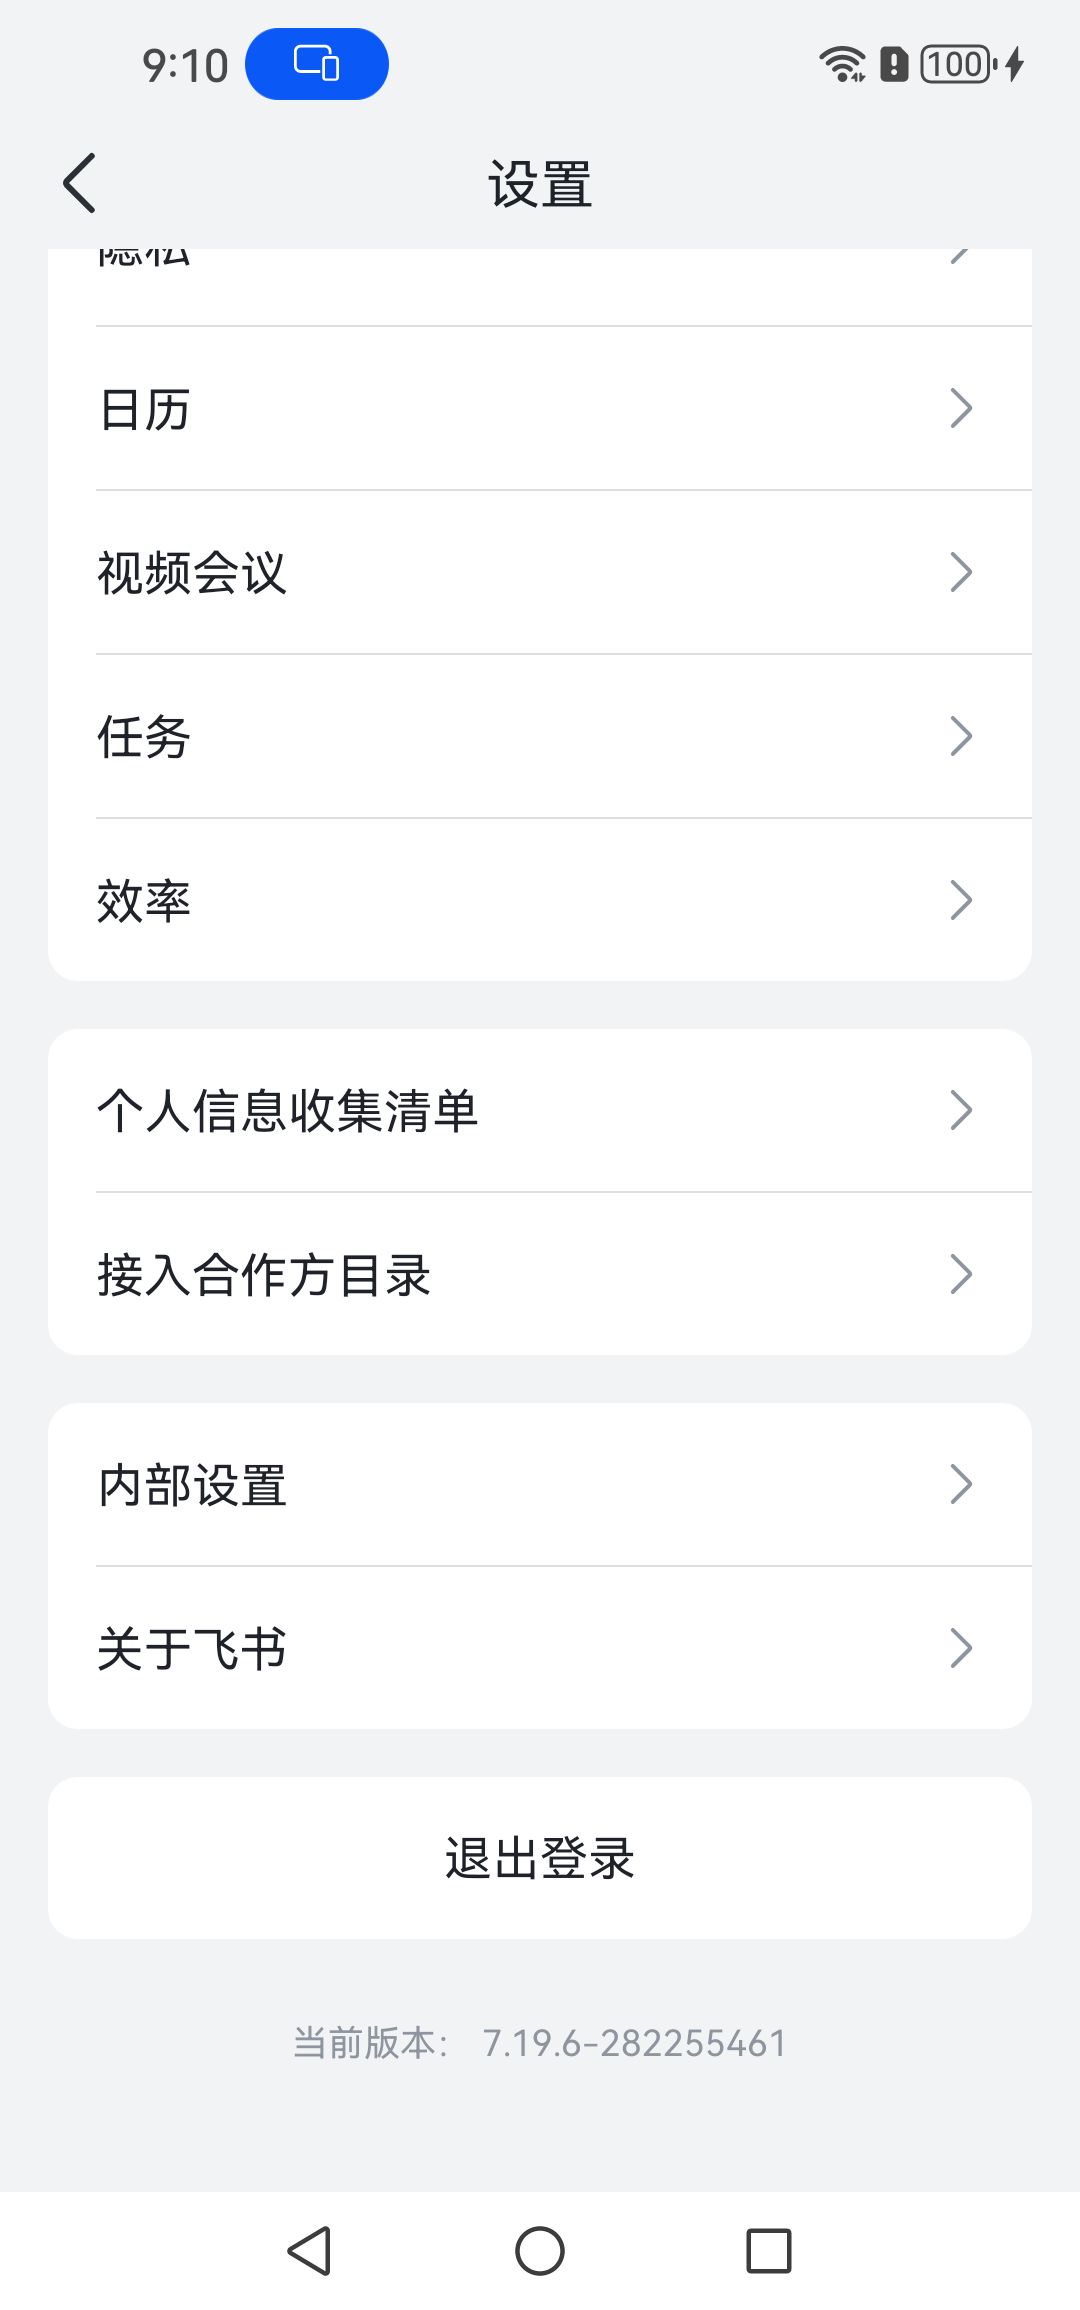 9:10
100
设置
隐私
日历
视频会议
任务
效率
个人信息收集清单
接入合作方目录
内部设置
关于飞书
退出登录
当前版本： 7.19.6-282255461